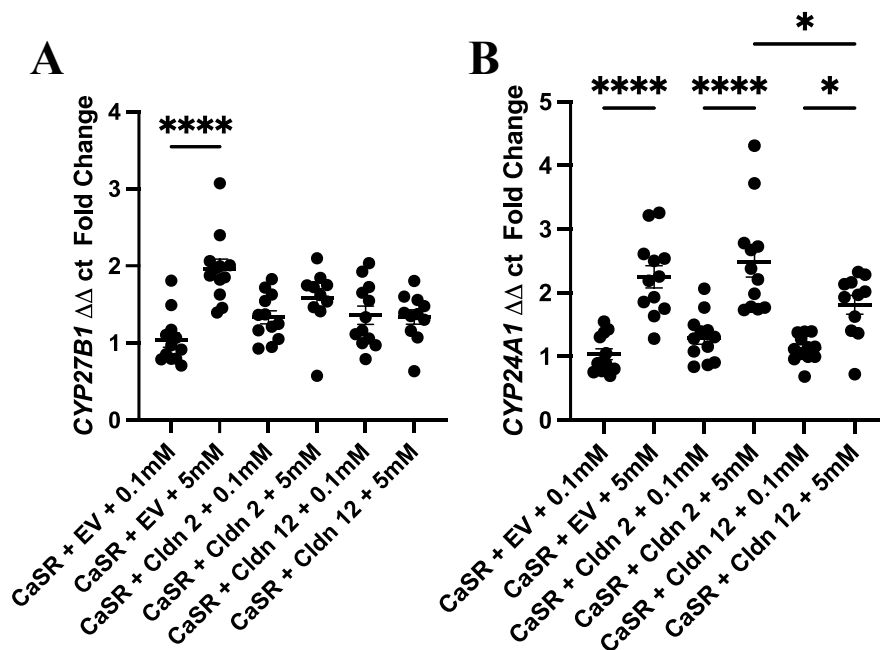 A
CYP27B1 ΔΔ ct Fold Change
4
3
2
1
0
****
CaSR + EV + 0.1mM
CaSR + EV + 5mM
CaSR + Cldn 2 + 0.1mM
CaSR + Cldn 2 + 5mM
CaSR + Cldn 12 + 0.1mM
CaSR + Cldn 12 + 5mM
B
CYP24A1 ΔΔ ct Fold Change
5
4
3
2
1
0
****
****
*
*
CaSR + EV + 0.1mM
CaSR + EV + 5mM
CaSR + Cldn 2 + 0.1mM
CaSR + Cldn 2 + 5mM
CaSR + Cldn 12 + 0.1mM
CaSR + Cldn 12 + 5mM